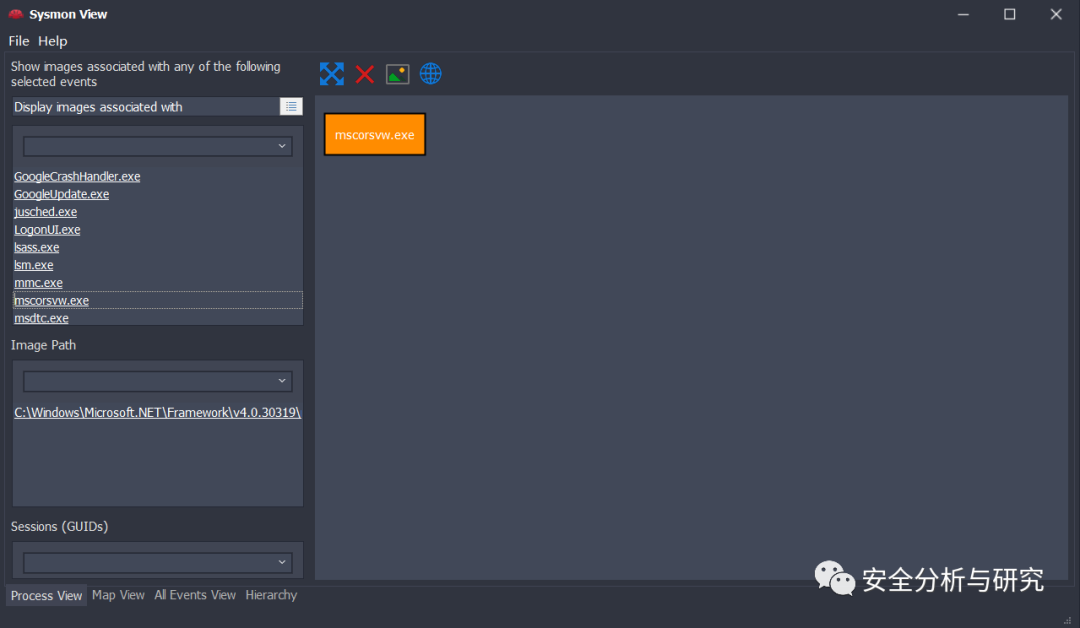 Sysmon View
File Help
Show images associated with any of the following
selected events
Display images associated with
GoogleCrashHandler.exe
GoogleUpdate.exe
jusched.exe
LogonUI.exe
lsass.exe
lsm.exe
mmc.exe
mscorsvw.exe
msdtc.exe
Image Path
C:\Windows\Microsoft.NET\Framework\v4.0.30319\
Sessions (GUIDs)
Process View Map View All Events View Hierarchy
mscorsvw.exe
安全分析与研究